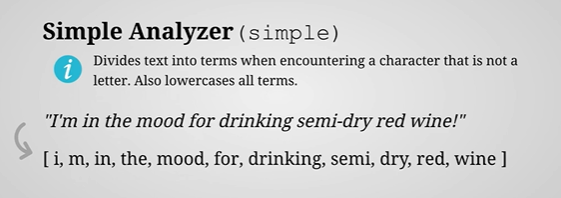 Simple Analyzer (simple)
i Divides text into terms when encountering a character that is not a
letter. Also lowercases all terms.
"I'm in the mood for drinking semi-dry red wine!"
[ i, m, in, the, mood, for, drinking, semi, dry, red, wine ]